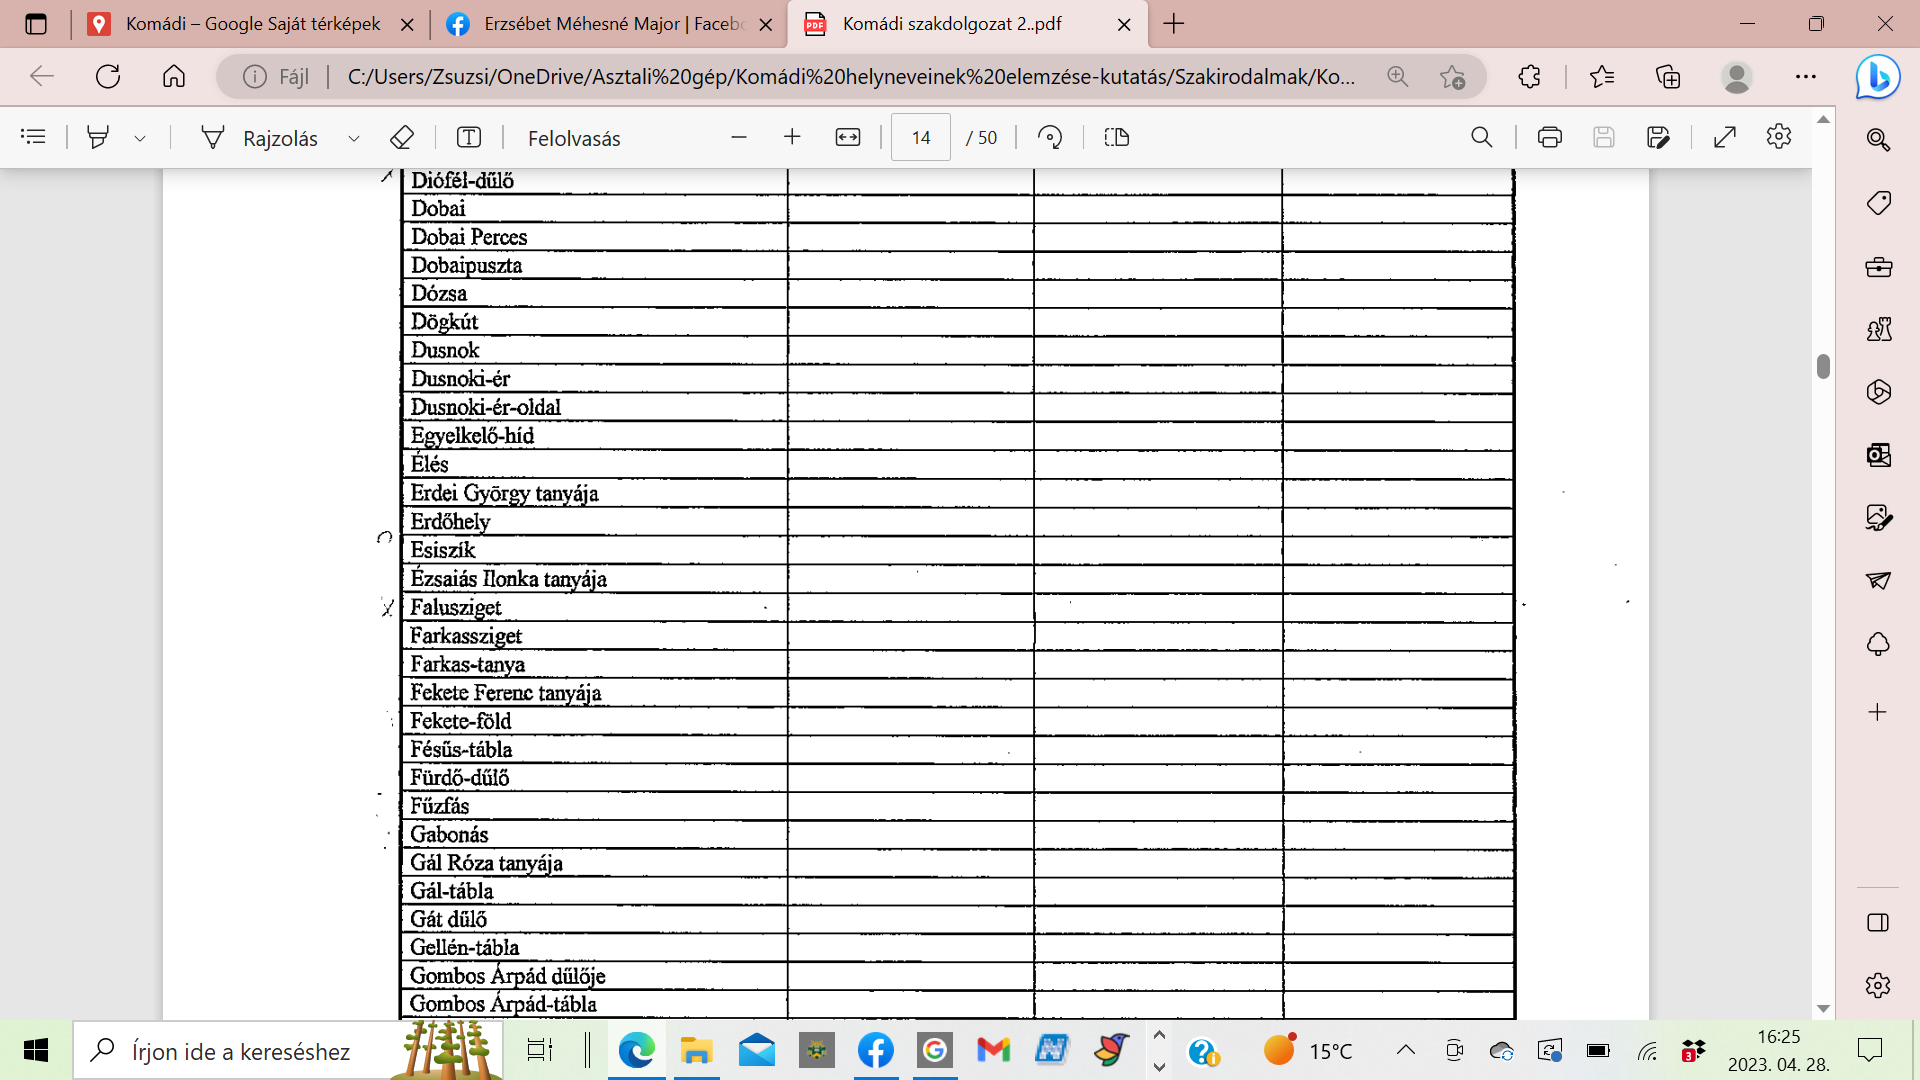 Komádi – Google Saját térképek
Erzsébet Méhesné Major | Facebo
Komádi szakdolgozat 2..pdf
Fájl
C:/Users/Zsuzsi/OneDrive/Asztali%20gép/Komádi%20helyneveinek%20elemzése-kutatás/Szakirodalmak/Ko...
Rajzolás
Felolvasás
14
/ 50
Diófél-dűlő
Dobai
Dobai Perces
Dobaipuszta
Dózsa
Dögkút
Dusnok
Dusnoki-ér
Dusnoki-ér-oldal
Egyelkelő-híd
Élés
Erdei György tanyája
Erdőhely
Esiszík
Ézsaiás Ilonka tanyája
Falusziget
Farkassziget
Farkas-tanya
Fekete Ferenc tanyája
Fekete-föld
Fésűs-tábla
Fürdő-dűlő
Fűzfás
Gabonás
Gál Róza tanyája
Gál-tábla
Gát dűlő
Gellén-tábla
Gombos Árpád dűlője
Gombos Árpád-tábla
Írjon ide a kereséshez
15°C
3
16:25
2023. 04. 28.